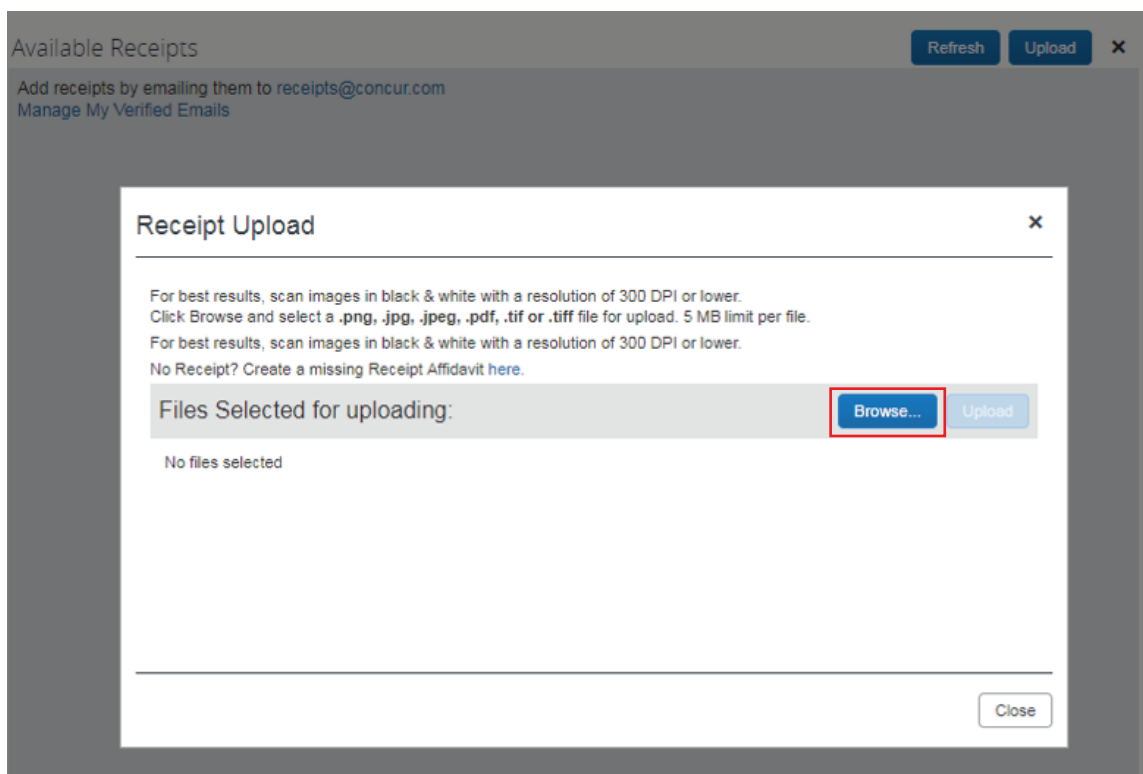 Available Receipts
Refresh
Upload
×
Add receipts by emailing them to receipts@concur.com
Manage My Verified Emails
Receipt Upload
×
For best results, scan images in black & white with a resolution of 300 DPI or lower.
Click Browse and select a .png, .jpg, .jpeg, .pdf, .tif or .tiff file for upload. 5 MB limit per file.
For best results, scan images in black & white with a resolution of 300 DPI or lower.
No Receipt? Create a missing Receipt Affidavit here.
Files Selected for uploading:
Browse...
Upload
No files selected
Close